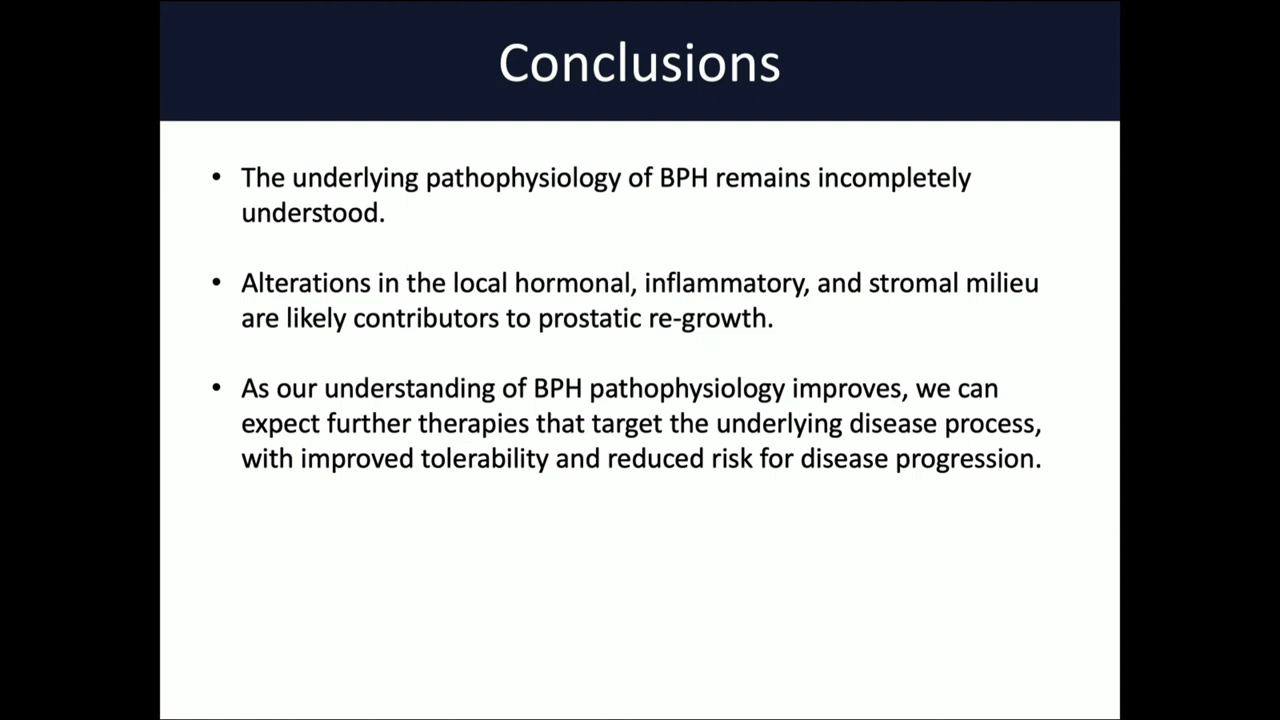 Conclusions
• The underlying pathophysiology of BPH remains incompletely
understood.
• Alterations in the local hormonal, inflammatory, and stromal milieu
are likely contributors to prostatic re-growth.
• As our understanding of BPH pathophysiology improves, we can
expect further therapies that target the underlying disease process,
with improved tolerability and reduced risk for disease progression.